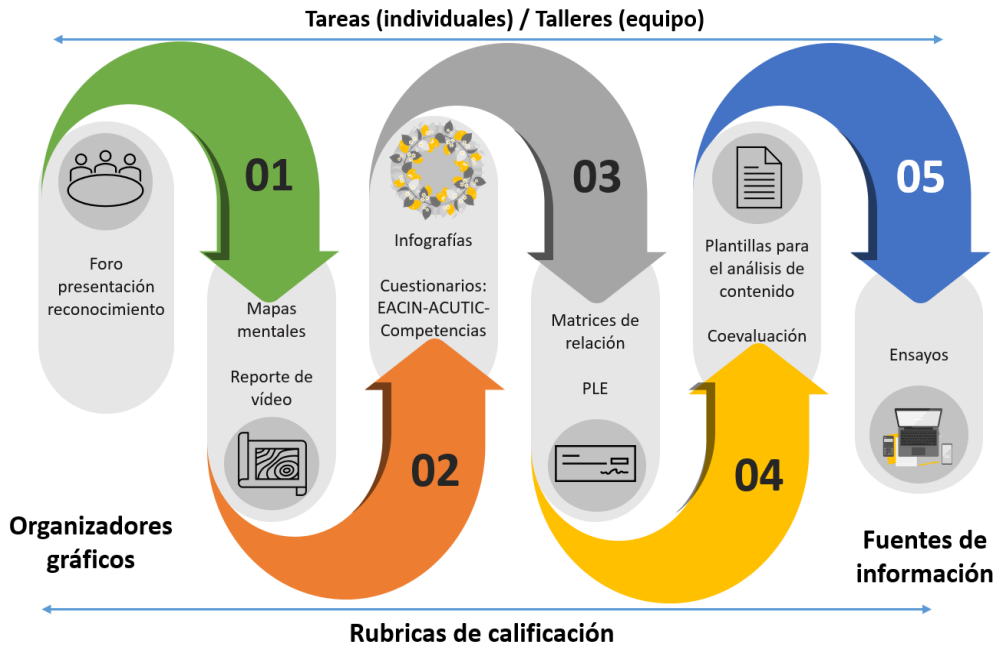 Tareas (individuales) / Talleres (equipo)
Foro
presentación
reconocimiento
01
Mapas
mentales
Reporte de
vídeo
02
Infografías
Cuestionarios:
EACIN-ACUTIC-
Competencias
03
Matrices de
relación
PLE
04
Plantillas para
el análisis de
contenido
Coevaluación
05
Ensayos
Organizadores
gráficos
Fuentes de
información
Rubricas de calificación